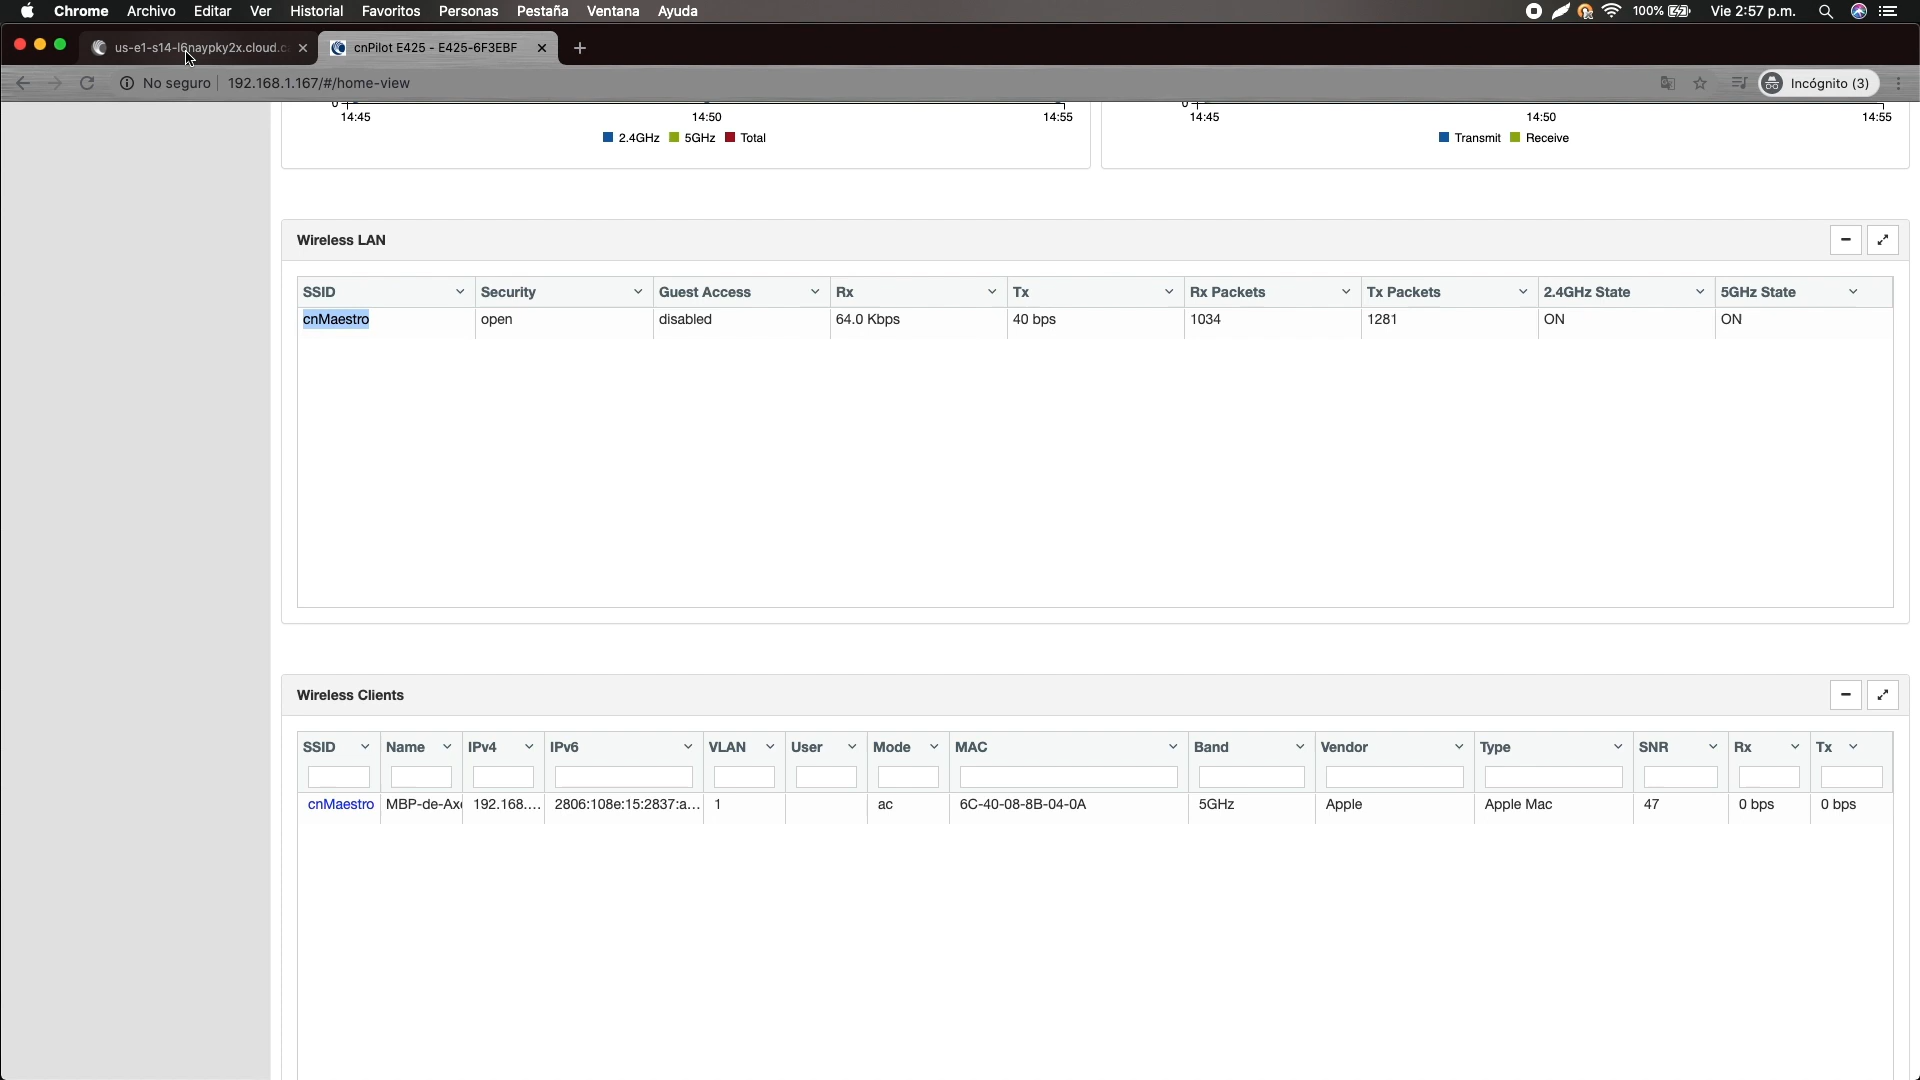 Chrome Archivo Editar Ver Historial Favoritos Personas Pestaña Ventana Ayuda 100% Vie 2:57 p.m.
us-e1-s14-l6naypky2x.cloud.c cnPilot E425 - E425-6F3EBF
No seguro 192.168.1.167/#/home-view Incógnito (3)
0 0
14:45 14:50 14:55 14:45 14:50 14:55
2.4GHz 5GHz Total Transmit Receive
Wireless LAN
SSID Security Guest Access Rx Tx Rx Packets Tx Packets 2.4GHz State 5GHz State
cnMaestro open disabled 64.0 Kbps 40 bps 1034 1281 ON ON
Wireless Clients
SSID Name IPv4 IPv6 VLAN User Mode MAC Band Vendor Type SNR Rx Tx
cnMaestro MBP-de-Axe 192.168.... 2806:108e:15:2837:a... 1 ac 6C-40-08-8B-04-0A 5GHz Apple Apple Mac 47 0 bps 0 bps